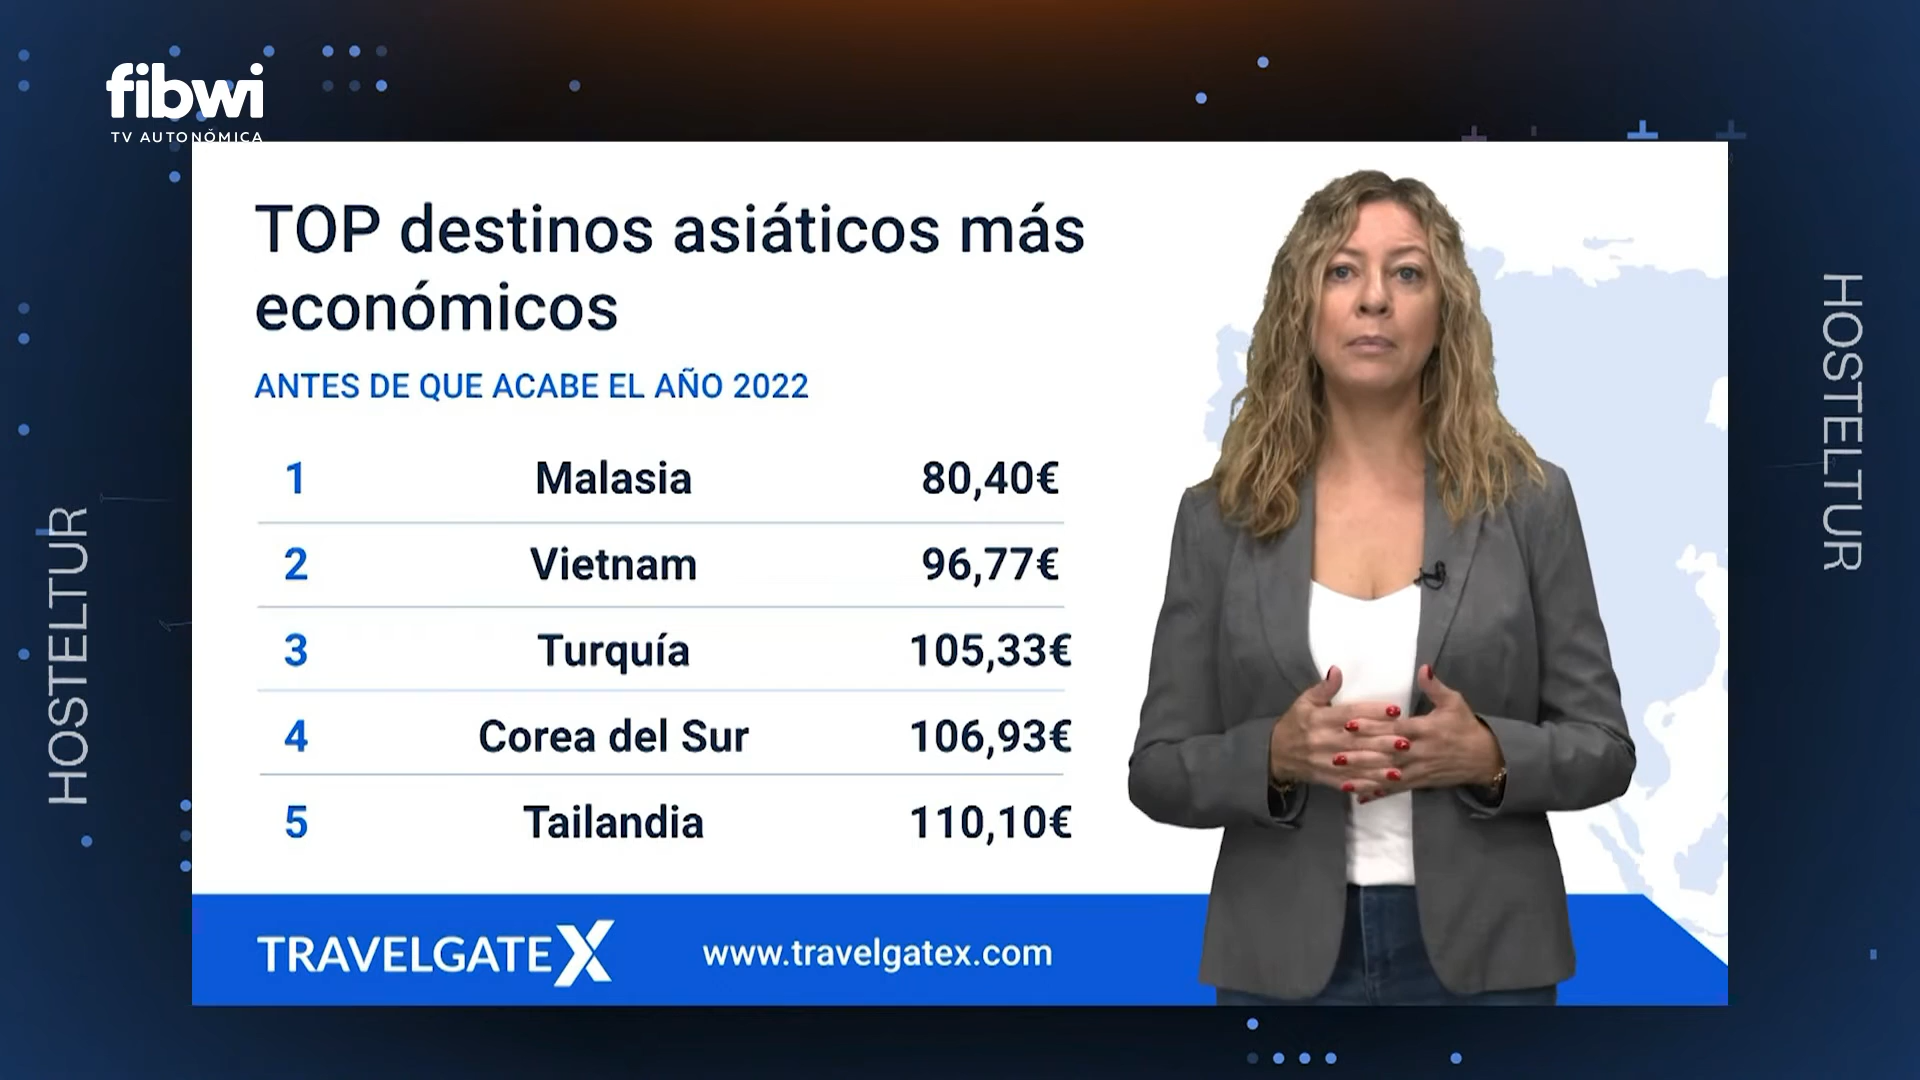 fibwi
TV AUTONÓMICA
TOP destinos asiáticos más
económicos
ANTES DE QUE ACABE EL AÑO 2022
1 Malasia 80,40€
2 Vietnam 96,77€
3 Turquía 105,33€
4 Corea del Sur 106,93€
5 Tailandia 110,10€
TRAVELGATEX www.travelgatex.com
HOSTELTUR
HOSTELTUR